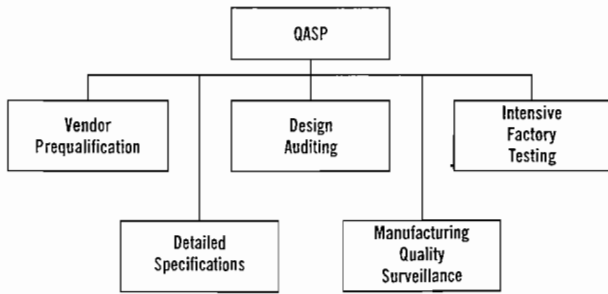 QASP
Vendor
Prequalification
Design
Auditing
Intensive
Factory
Testing
Detailed
Specifications
Manufacturing
Quality
Surveillance